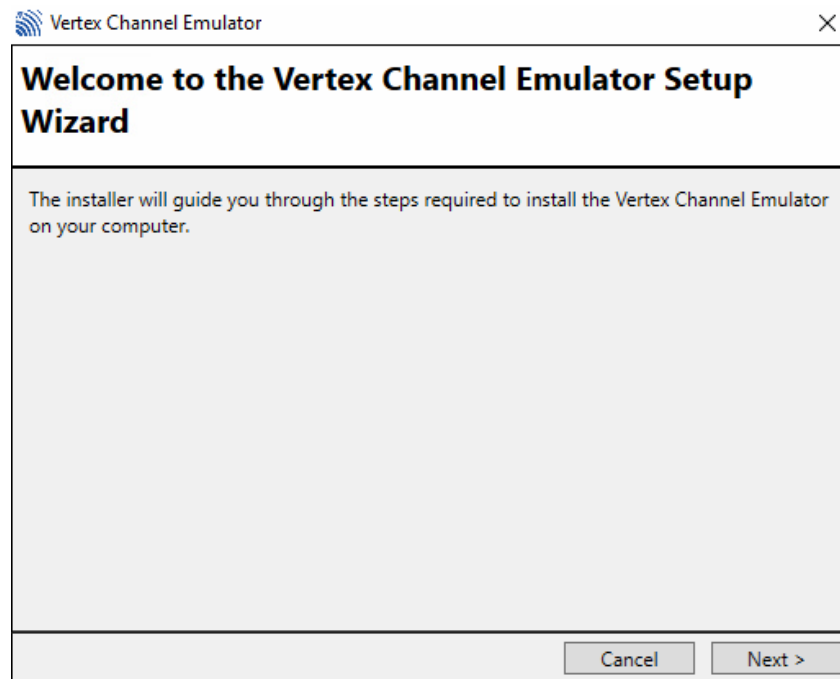 Vertex Channel Emulator
Welcome to the Vertex Channel Emulator Setup
Wizard
The installer will guide you through the steps required to install the Vertex Channel Emulator
on your computer.
Cancel
Next >